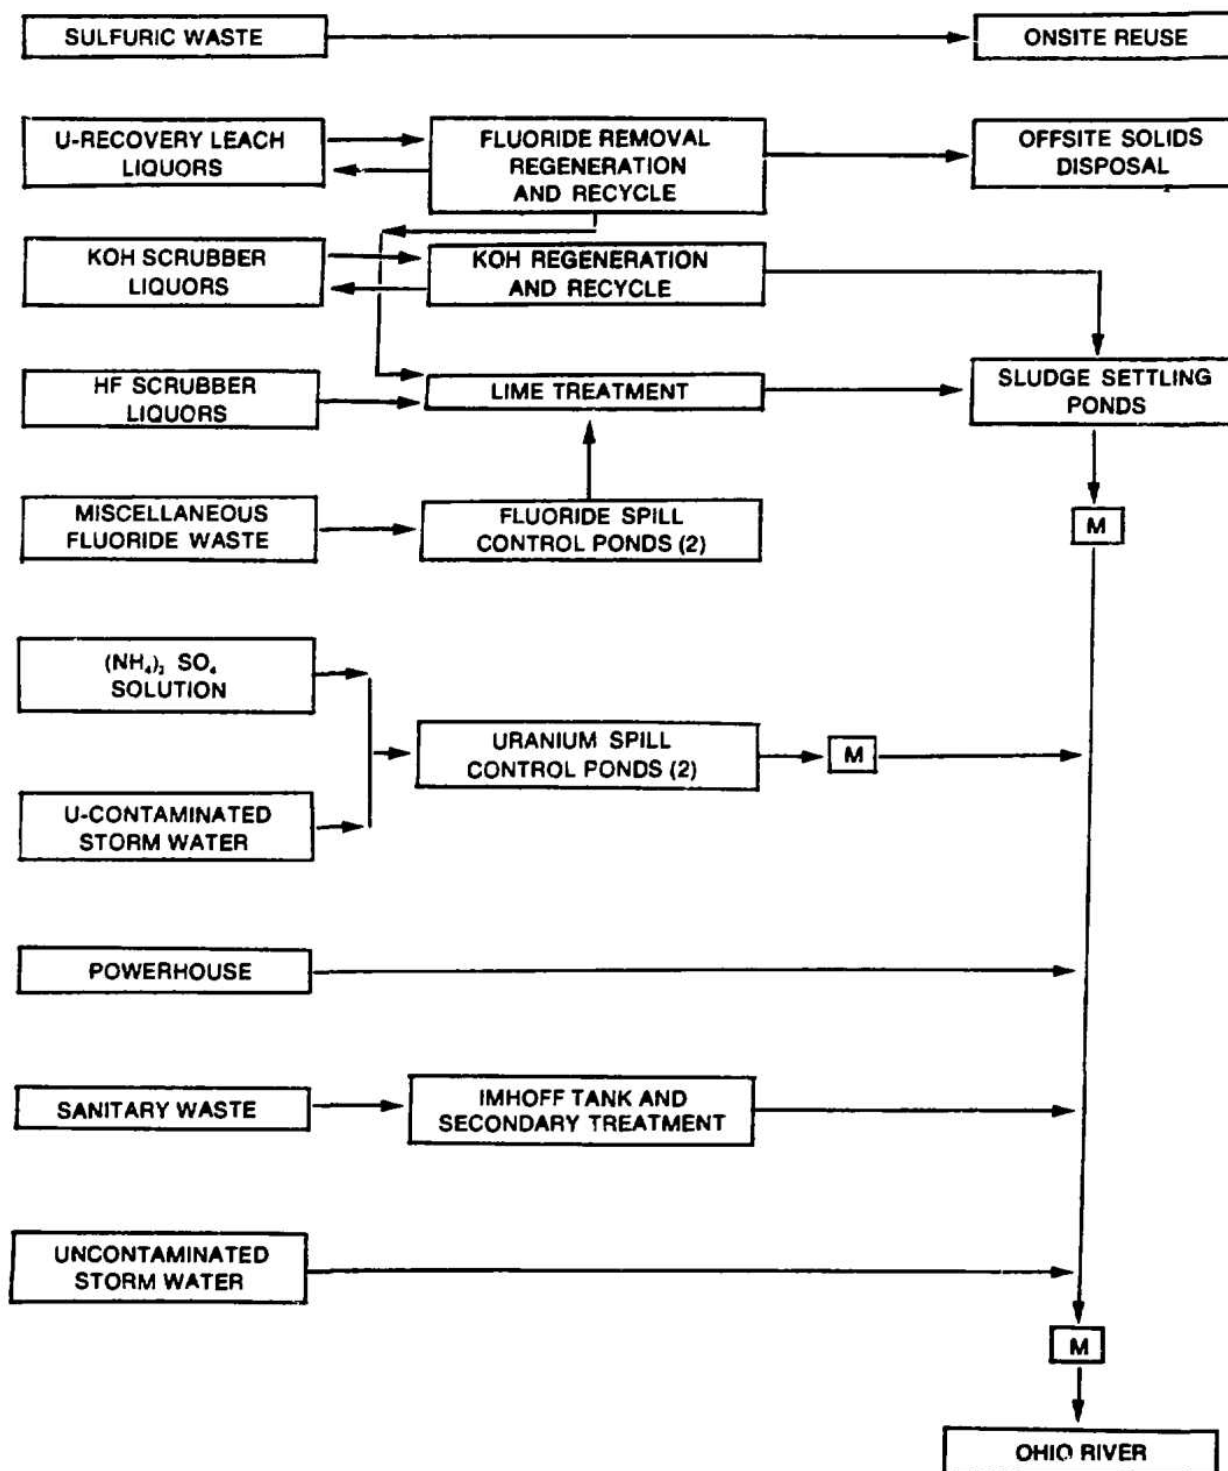 SULFURIC WASTE
ONSITE REUSE
U-RECOVERY LEACH
LIQUORS
FLUORIDE REMOVAL
REGENERATION
AND RECYCLE
OFFSITE SOLIDS
DISPOSAL
KOH SCRUBBER
LIQUORS
KOH REGENERATION
AND RECYCLE
HF SCRUBBER
LIQUORS
LIME TREATMENT
SLUDGE SETTLING
PONDS
MISCELLANEOUS
FLUORIDE WASTE
FLUORIDE SPILL
CONTROL PONDS (2)
M
(NH₄)₂ SO₄
SOLUTION
URANIUM SPILL
CONTROL PONDS (2)
M
U-CONTAMINATED
STORM WATER
POWERHOUSE
SANITARY WASTE
IMHOFF TANK AND
SECONDARY TREATMENT
UNCONTAMINATED
STORM WATER
M
OHIO RIVER